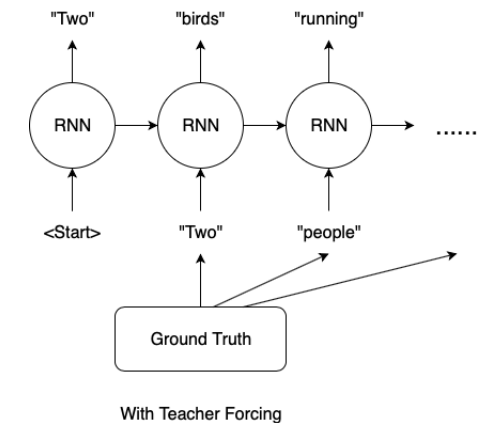 "Two" "birds" "running"
RNN RNN RNN ......
<Start> "Two" "people"
Ground Truth
With Teacher Forcing